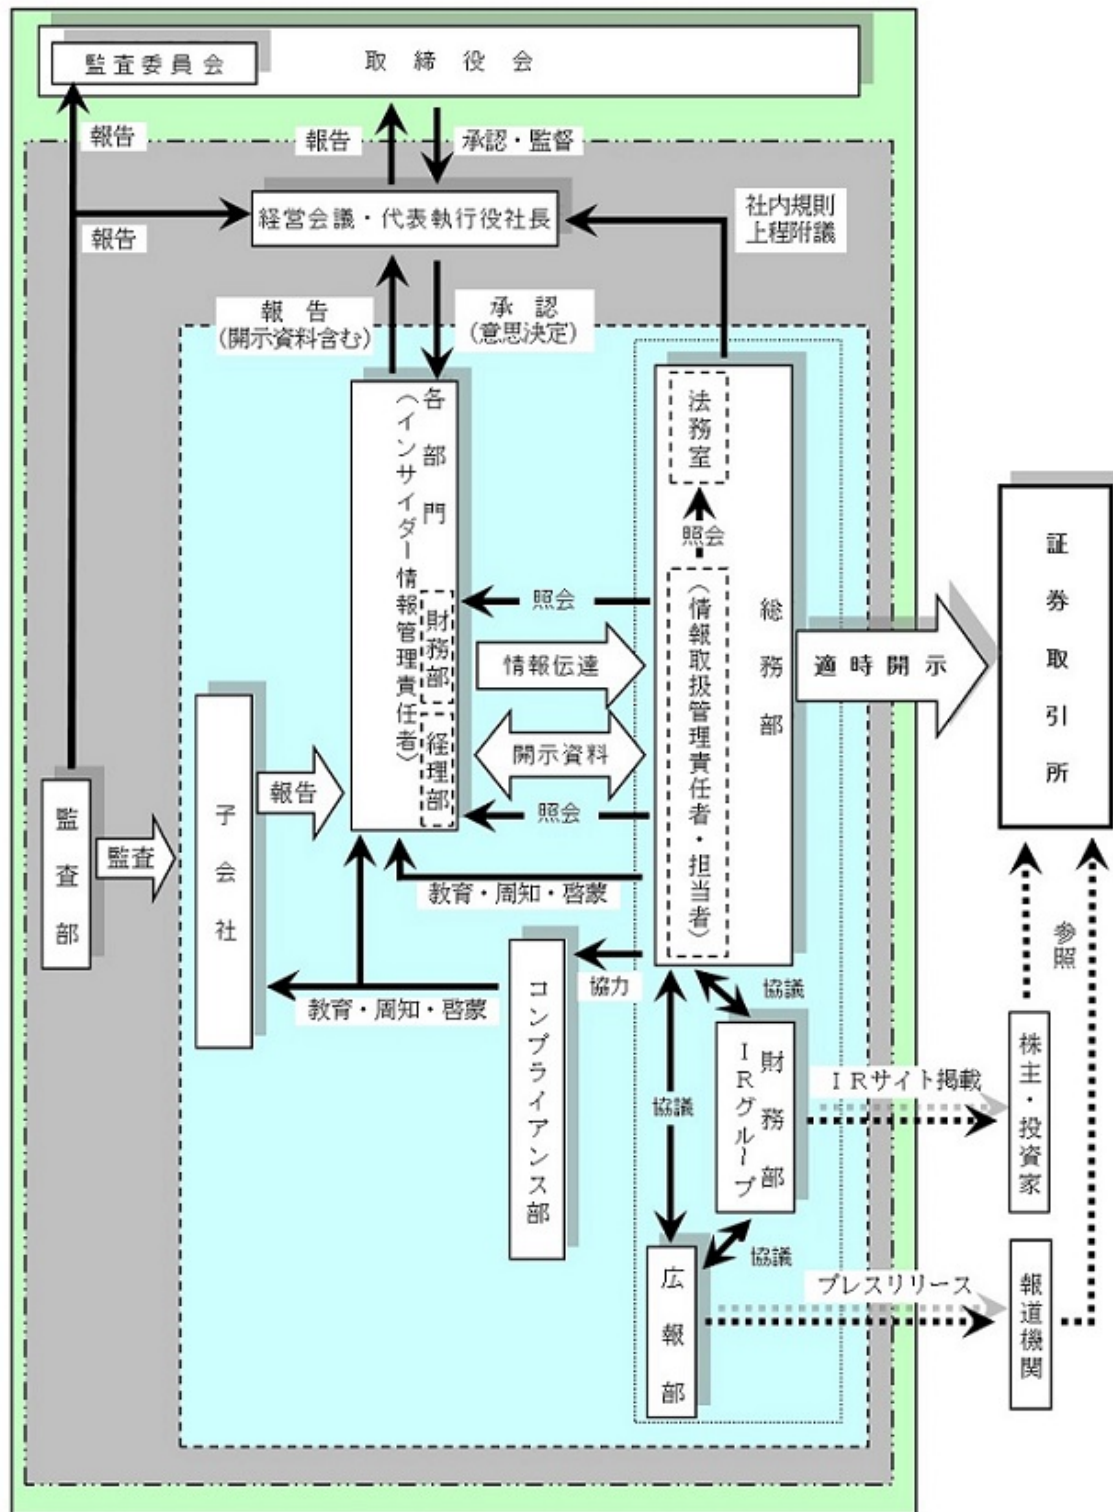 監査委員会
取締役会
報告
報告
承認・監督
経営会議・代表執行役社長
社内規則
上程附議
報告
報告
(開示資料含む)
承認
(意思決定)
各部門
(インサイダー情報管理責任者)
財務部
経理部
法務室
照会
総務部
(情報取扱管理責任者・担当者)
照会
情報伝達
開示資料
照会
適時開示
証券取引所
監査部
監査
子会社
報告
教育・周知・啓蒙
コンプライアンス部
協力
教育・周知・啓蒙
協議
協議
財務部
IRグループ
協議
広報部
IRサイト掲載
株主・投資家
参照
プレスリリース
報道機関